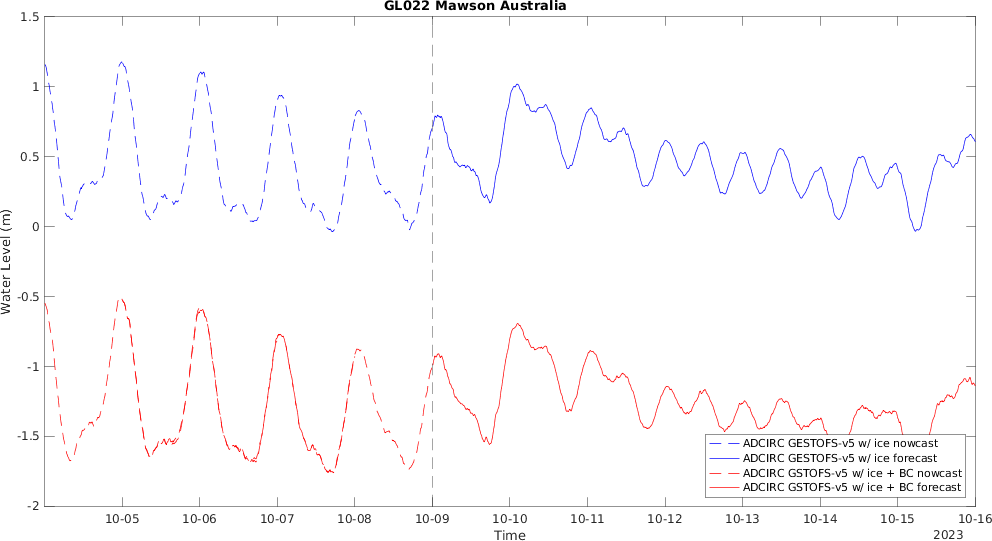 GL022 Mawson Australia
1.5
1
0.5
0
-0.5
-1
-1.5
-2
Water Level (m)
10-05 10-06 10-07 10-08 10-09 10-10 10-11 10-12 10-13 10-14 10-15 10-16
Time
2023
ADCIRC GESTOFS-v5 w/ ice nowcast
ADCIRC GESTOFS-v5 w/ ice forecast
ADCIRC GSTOFS-v5 w/ ice + BC nowcast
ADCIRC GSTOFS-v5 w/ ice + BC forecast